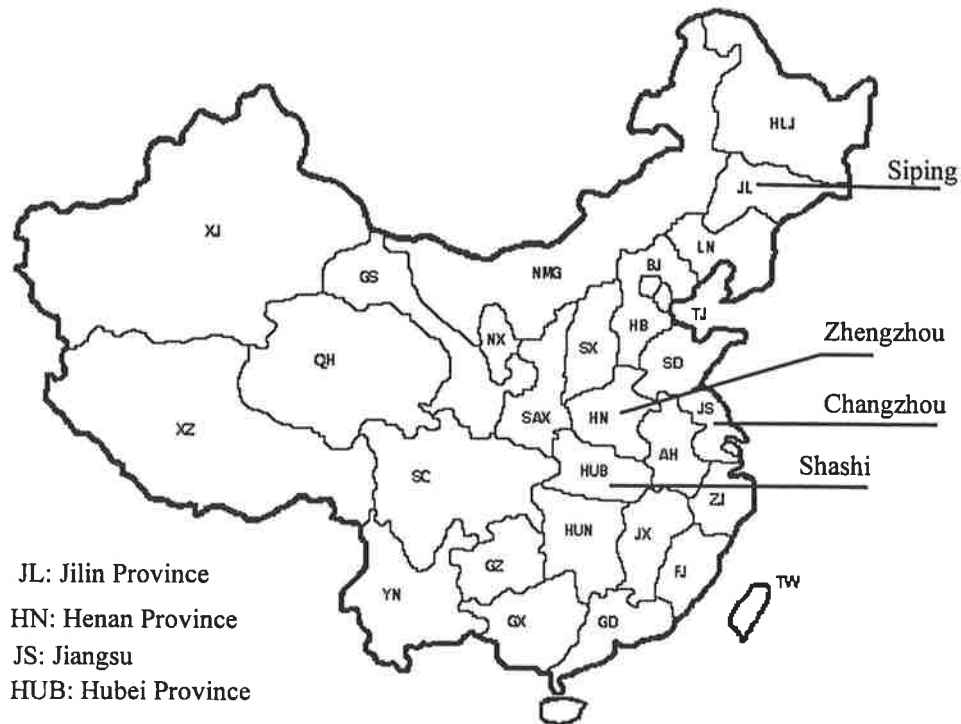 HLJ
Siping
JL
XJ
LN
BJ
GS
NMG
TJ
HB
NX
SX
Zhengzhou
QH
SD
JS
Changzhou
SAX
HN
XZ
AH
Shashi
SC
HUB
ZJ
HUN
JX
GZ
FJ
JL: Jilin Province
TW
YN
HN: Henan Province
GX
GD
JS: Jiangsu
HUB: Hubei Province